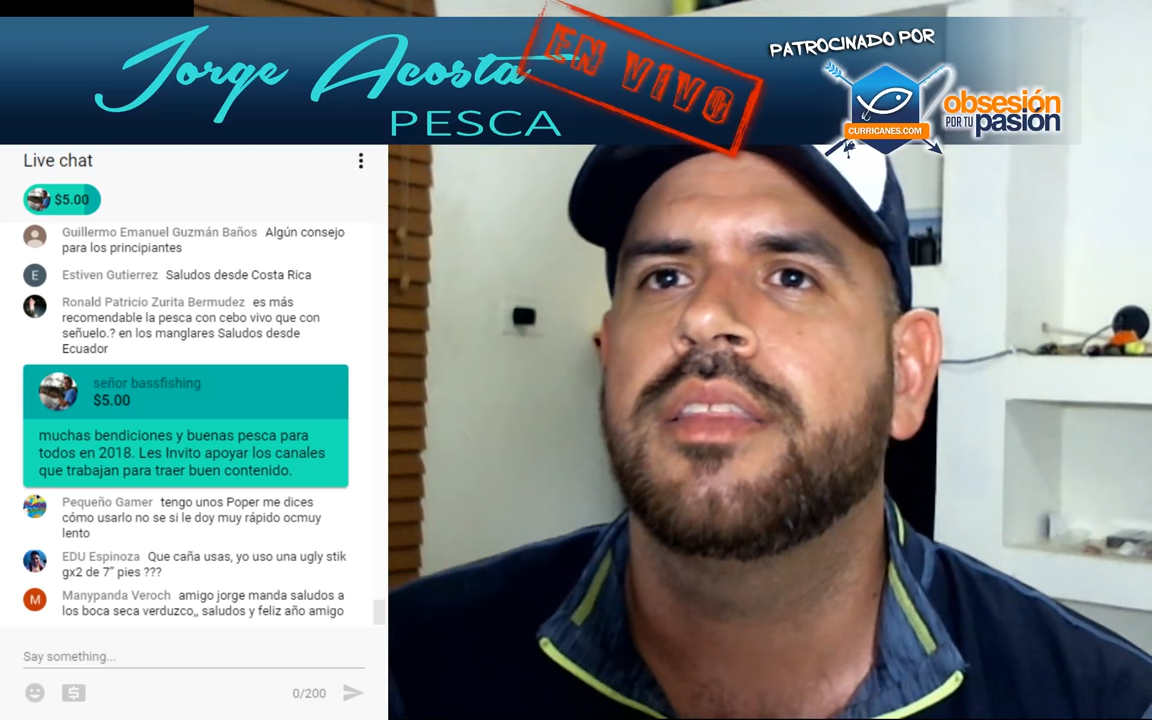 Jorge Acosta
PESCA
EN VIVO
PATROCINADO POR
CURRICANES.COM
obsesión
POR TU pasión
Live chat
$5.00
Guillermo Emanuel Guzmán Baños Algún consejo
para los principiantes
E
Estiven Gutierrez Saludos desde Costa Rica
Ronald Patricio Zurita Bermudez es más
recomendable la pesca con cebo vivo que con
señuelo.? en los manglares Saludos desde
Ecuador
señor bassfishing
$5.00
muchas bendiciones y buenas pesca para
todos en 2018. Les Invito apoyar los canales
que trabajan para traer buen contenido.
Pequeño Gamer tengo unos Poper me dices
cómo usarlo no se si le doy muy rápido ocmuy
lento
EDU Espinoza Que caña usas, yo uso una ugly stik
gx2 de 7” pies ???
M
Manypanda Veroch amigo jorge manda saludos a
los boca seca verduzco,, saludos y feliz año amigo
Say something...
0/200